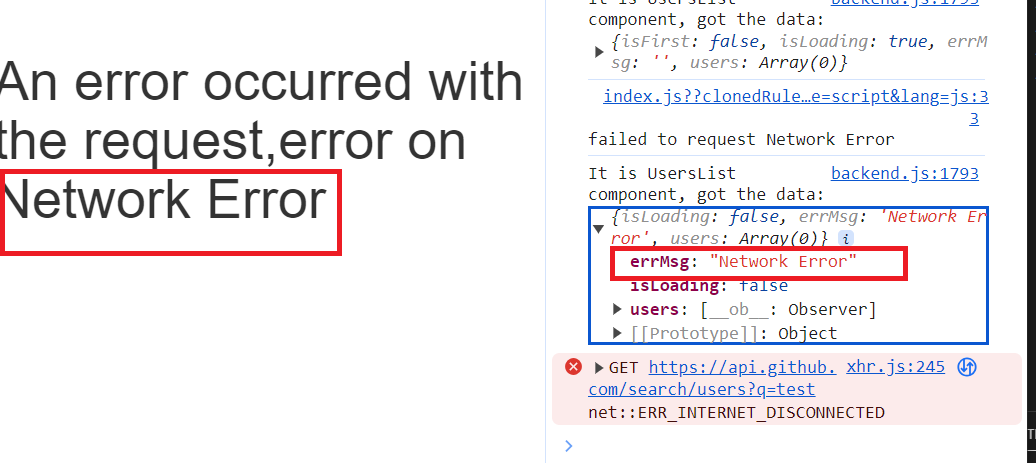 An error occurred with
the request,error on
Network Error
It is UsersList backend.js:1793
component, got the data:
{isFirst: false, isLoading: true, errM
sg: '', users: Array(0)}
index.js??clonedRule…e=script&lang=js:3
3
failed to request Network Error
It is UsersList backend.js:1793
component, got the data:
{isLoading: false, errMsg: 'Network Er
ror', users: Array(0)} i
errMsg: "Network Error"
isLoading: false
users: [__ob__: Observer]
[[Prototype]]: Object
GET https://api.github. xhr.js:245
com/search/users?q=test
net::ERR_INTERNET_DISCONNECTED